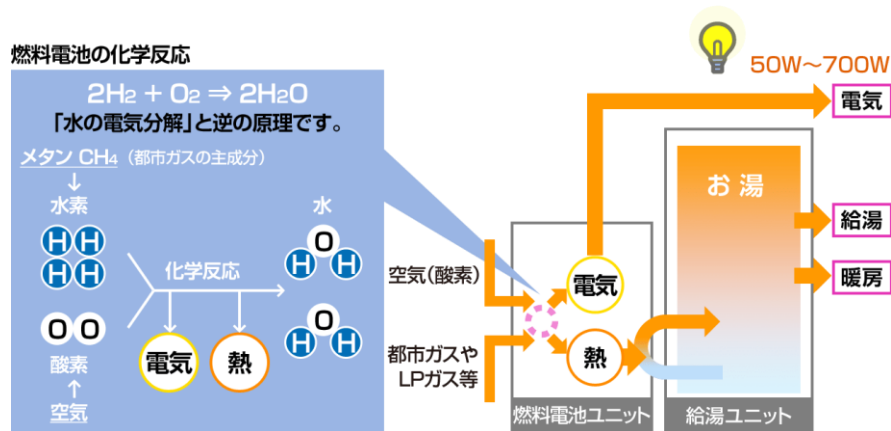 燃料電池の化学反応
2H2 + O2 ⇒ 2H2O
「水の電気分解」と逆の原理です。
メタン CH4 (都市ガスの主成分)
↓
水素
H H
H H
O O
酸素
↑
空気
化学反応
電気
熱
水
O
H H
O
H H
空気(酸素)
都市ガスや
LPガス等
電気
熱
燃料電池ユニット
お湯
給湯ユニット
50W~700W
電気
給湯
暖房